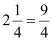 2 1/4 = 9/4